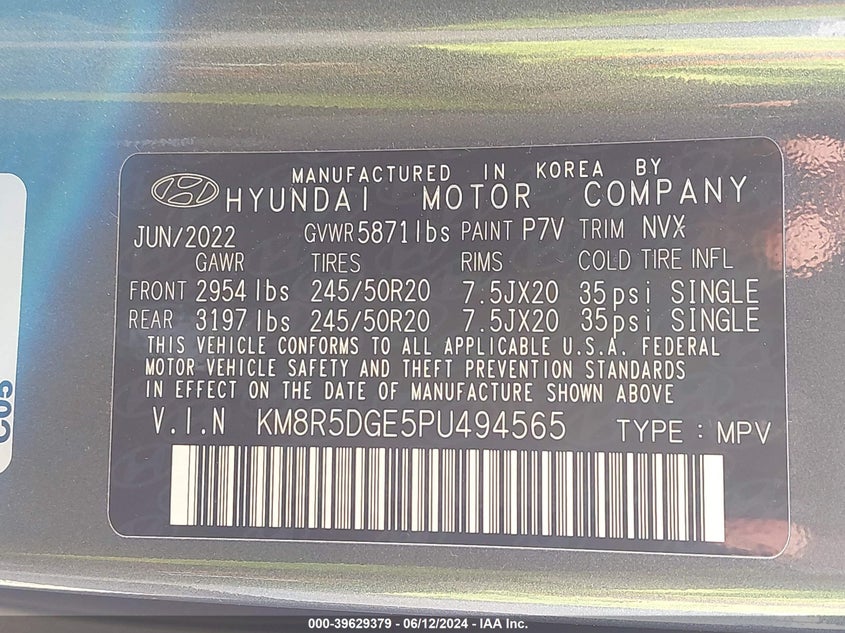 MANUFACTURED IN KOREA BY
HYUNDAI MOTOR COMPANY
JUN/2022 GVWR 5871lbs PAINT P7V TRIM NVX
GAWR TIRES RIMS COLD TIRE INFL
FRONT 2954 lbs 245/50R20 7.5JX20 35psi SINGLE
REAR 3197 lbs 245/50R20 7.5JX20 35psi SINGLE
THIS VEHICLE CONFORMS TO ALL APPLICABLE U.S.A. FEDERAL
MOTOR VEHICLE SAFETY AND THEFT PREVENTION STANDARDS
IN EFFECT ON THE DATE OF MANUFACTURE SHOWN ABOVE
V.I.N KM8R5DGE5PU494565 TYPE : MPV
C05
000-39629379 - 06/12/2024 - IAA Inc.